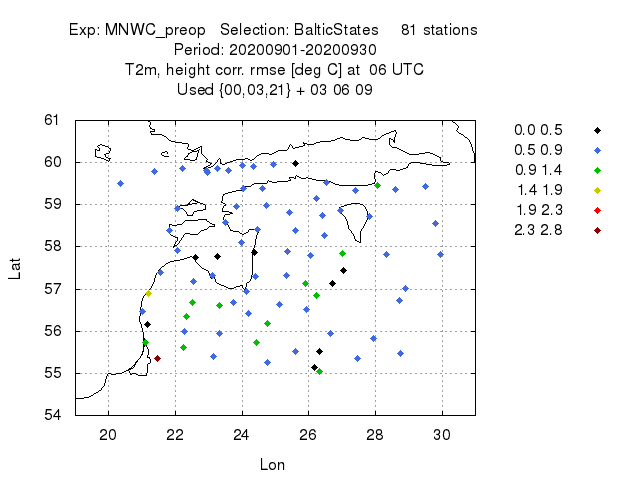 Exp: MNWC_preop   Selection: BalticStates     81 stations
Period: 20200901-20200930
T2m, height corr. rmse [deg C] at  06 UTC
Used {00,03,21} + 03 06 09
61
60
59
58
57
56
55
54
Lat
20 22 24 26 28 30
Lon
0.0 0.5
0.5 0.9
0.9 1.4
1.4 1.9
1.9 2.3
2.3 2.8